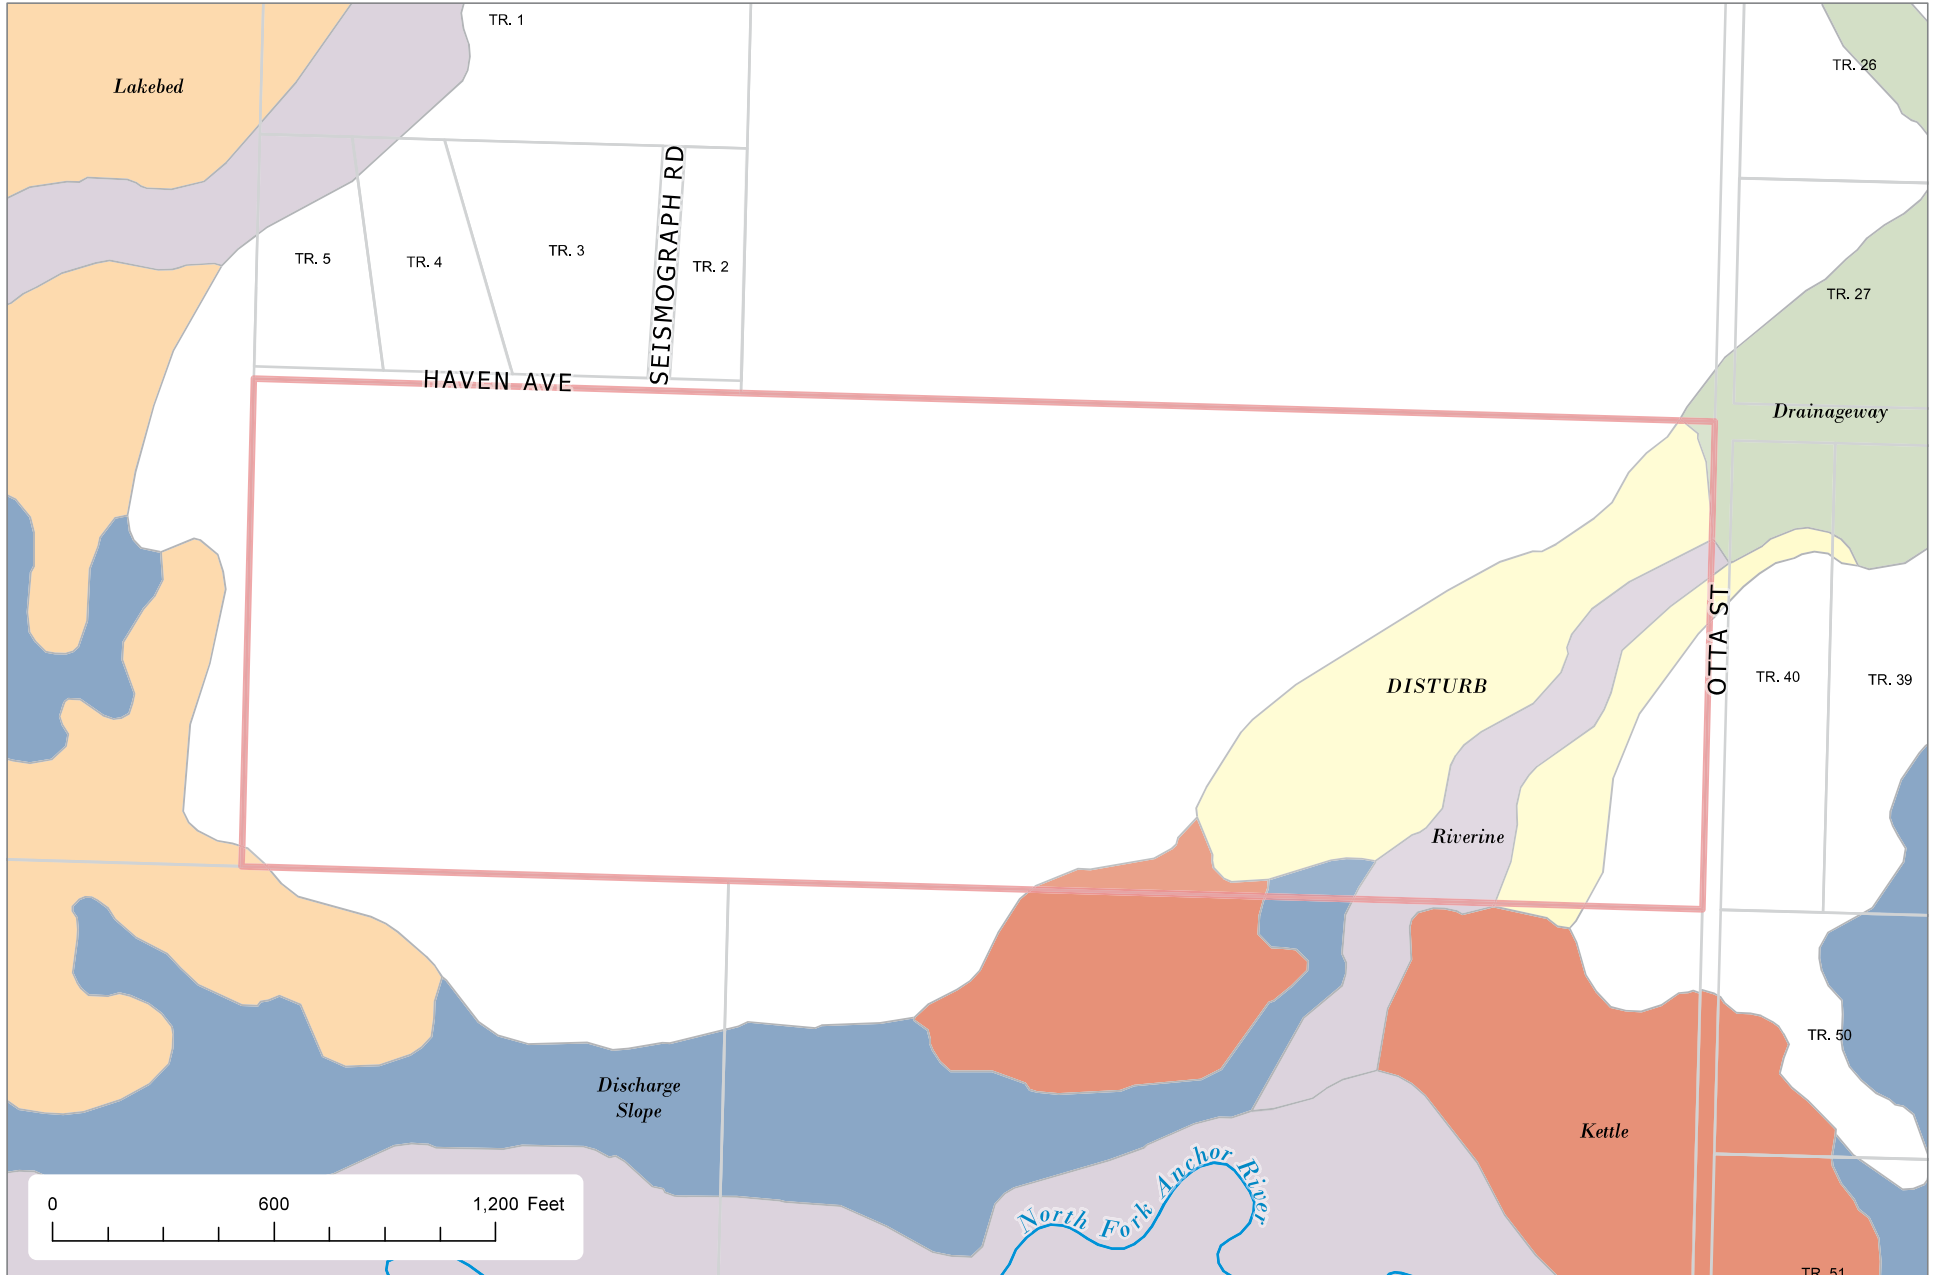 TR. 1
TR. 26
Lakebed
SEISMOGRAPH RD
TR. 5
TR. 4
TR. 3
TR. 2
TR. 27
HAVEN AVE
Drainageway
OTTA ST
DISTURB
TR. 40
TR. 39
Riverine
TR. 50
Discharge
Slope
Kettle
North Fork Anchor River
0 600 1,200 Feet
TR. 51